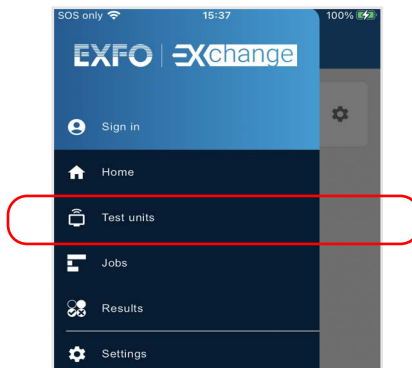 SOS only 15:37 100%
EXFO EXchange
Sign in
Home
Test units
Jobs
Results
Settings